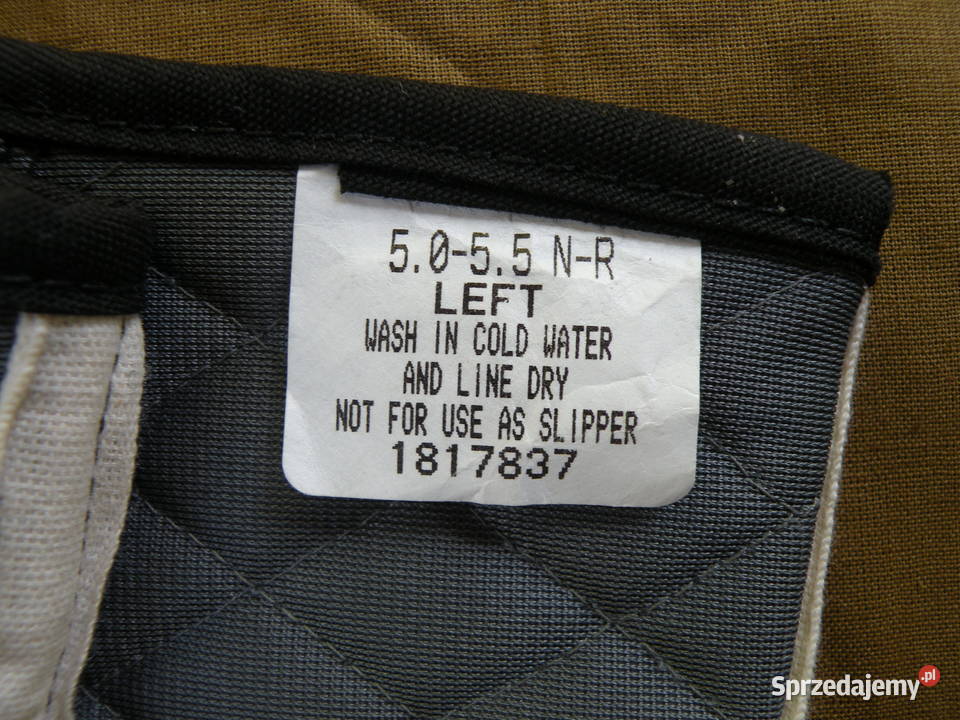 5.0-5.5 N-R
LEFT
WASH IN COLD WATER
AND LINE DRY
NOT FOR USE AS SLIPPER
1817837
Sprzedajemy.pl